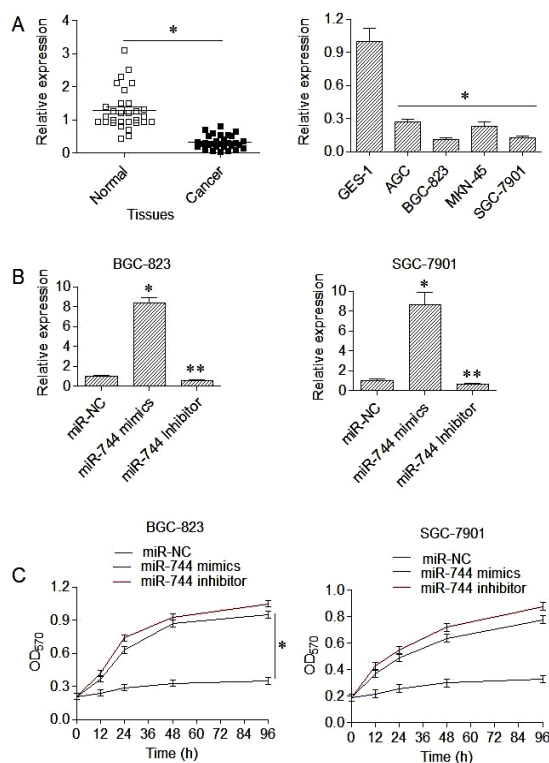 A
Relative expression
4
3
2
1
0
*
Normal
Cancer
Tissues
Relative expression
1.2
0.9
0.6
0.3
0.0
*
GES-1
AGC
BGC-823
MKN-45
SGC-7901
B
BGC-823
Relative expression
10
8
6
4
2
0
*
**
miR-NC
miR-744 mimics
miR-744 inhibitor
SGC-7901
Relative expression
10
8
6
4
2
0
*
**
miR-NC
miR-744 mimics
miR-744 inhibitor
C
BGC-823
miR-NC
miR-744 mimics
miR-744 inhibitor
OD570
1.2
0.9
0.6
0.3
0.0
*
0 12 24 36 48 60 72 84 96
Time (h)
SGC-7901
miR-NC
miR-744 mimics
miR-744 inhibitor
OD570
1.0
0.8
0.6
0.4
0.2
0.0
0 12 24 36 48 60 72 84 96
Time (h)